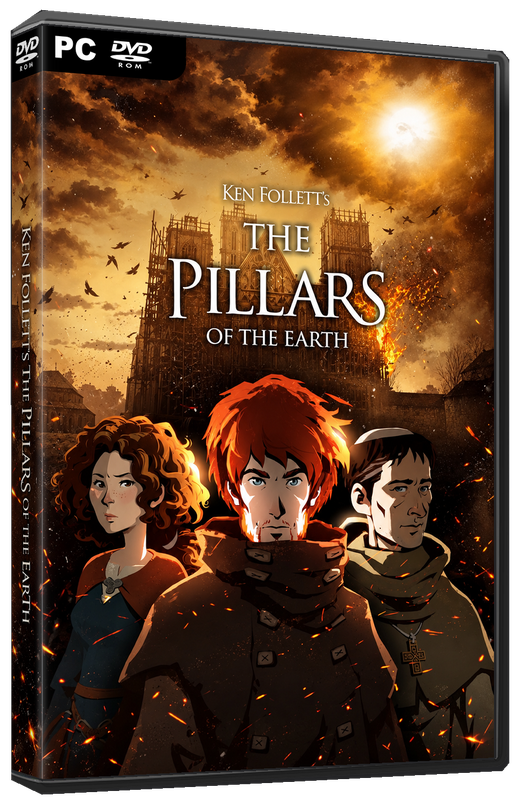 DVD
ROM
PC DVD
ROM
KEN FOLLETT'S
THE
PILLARS
OF THE EARTH
KEN FOLLETT'S THE PILLARS OF THE EARTH